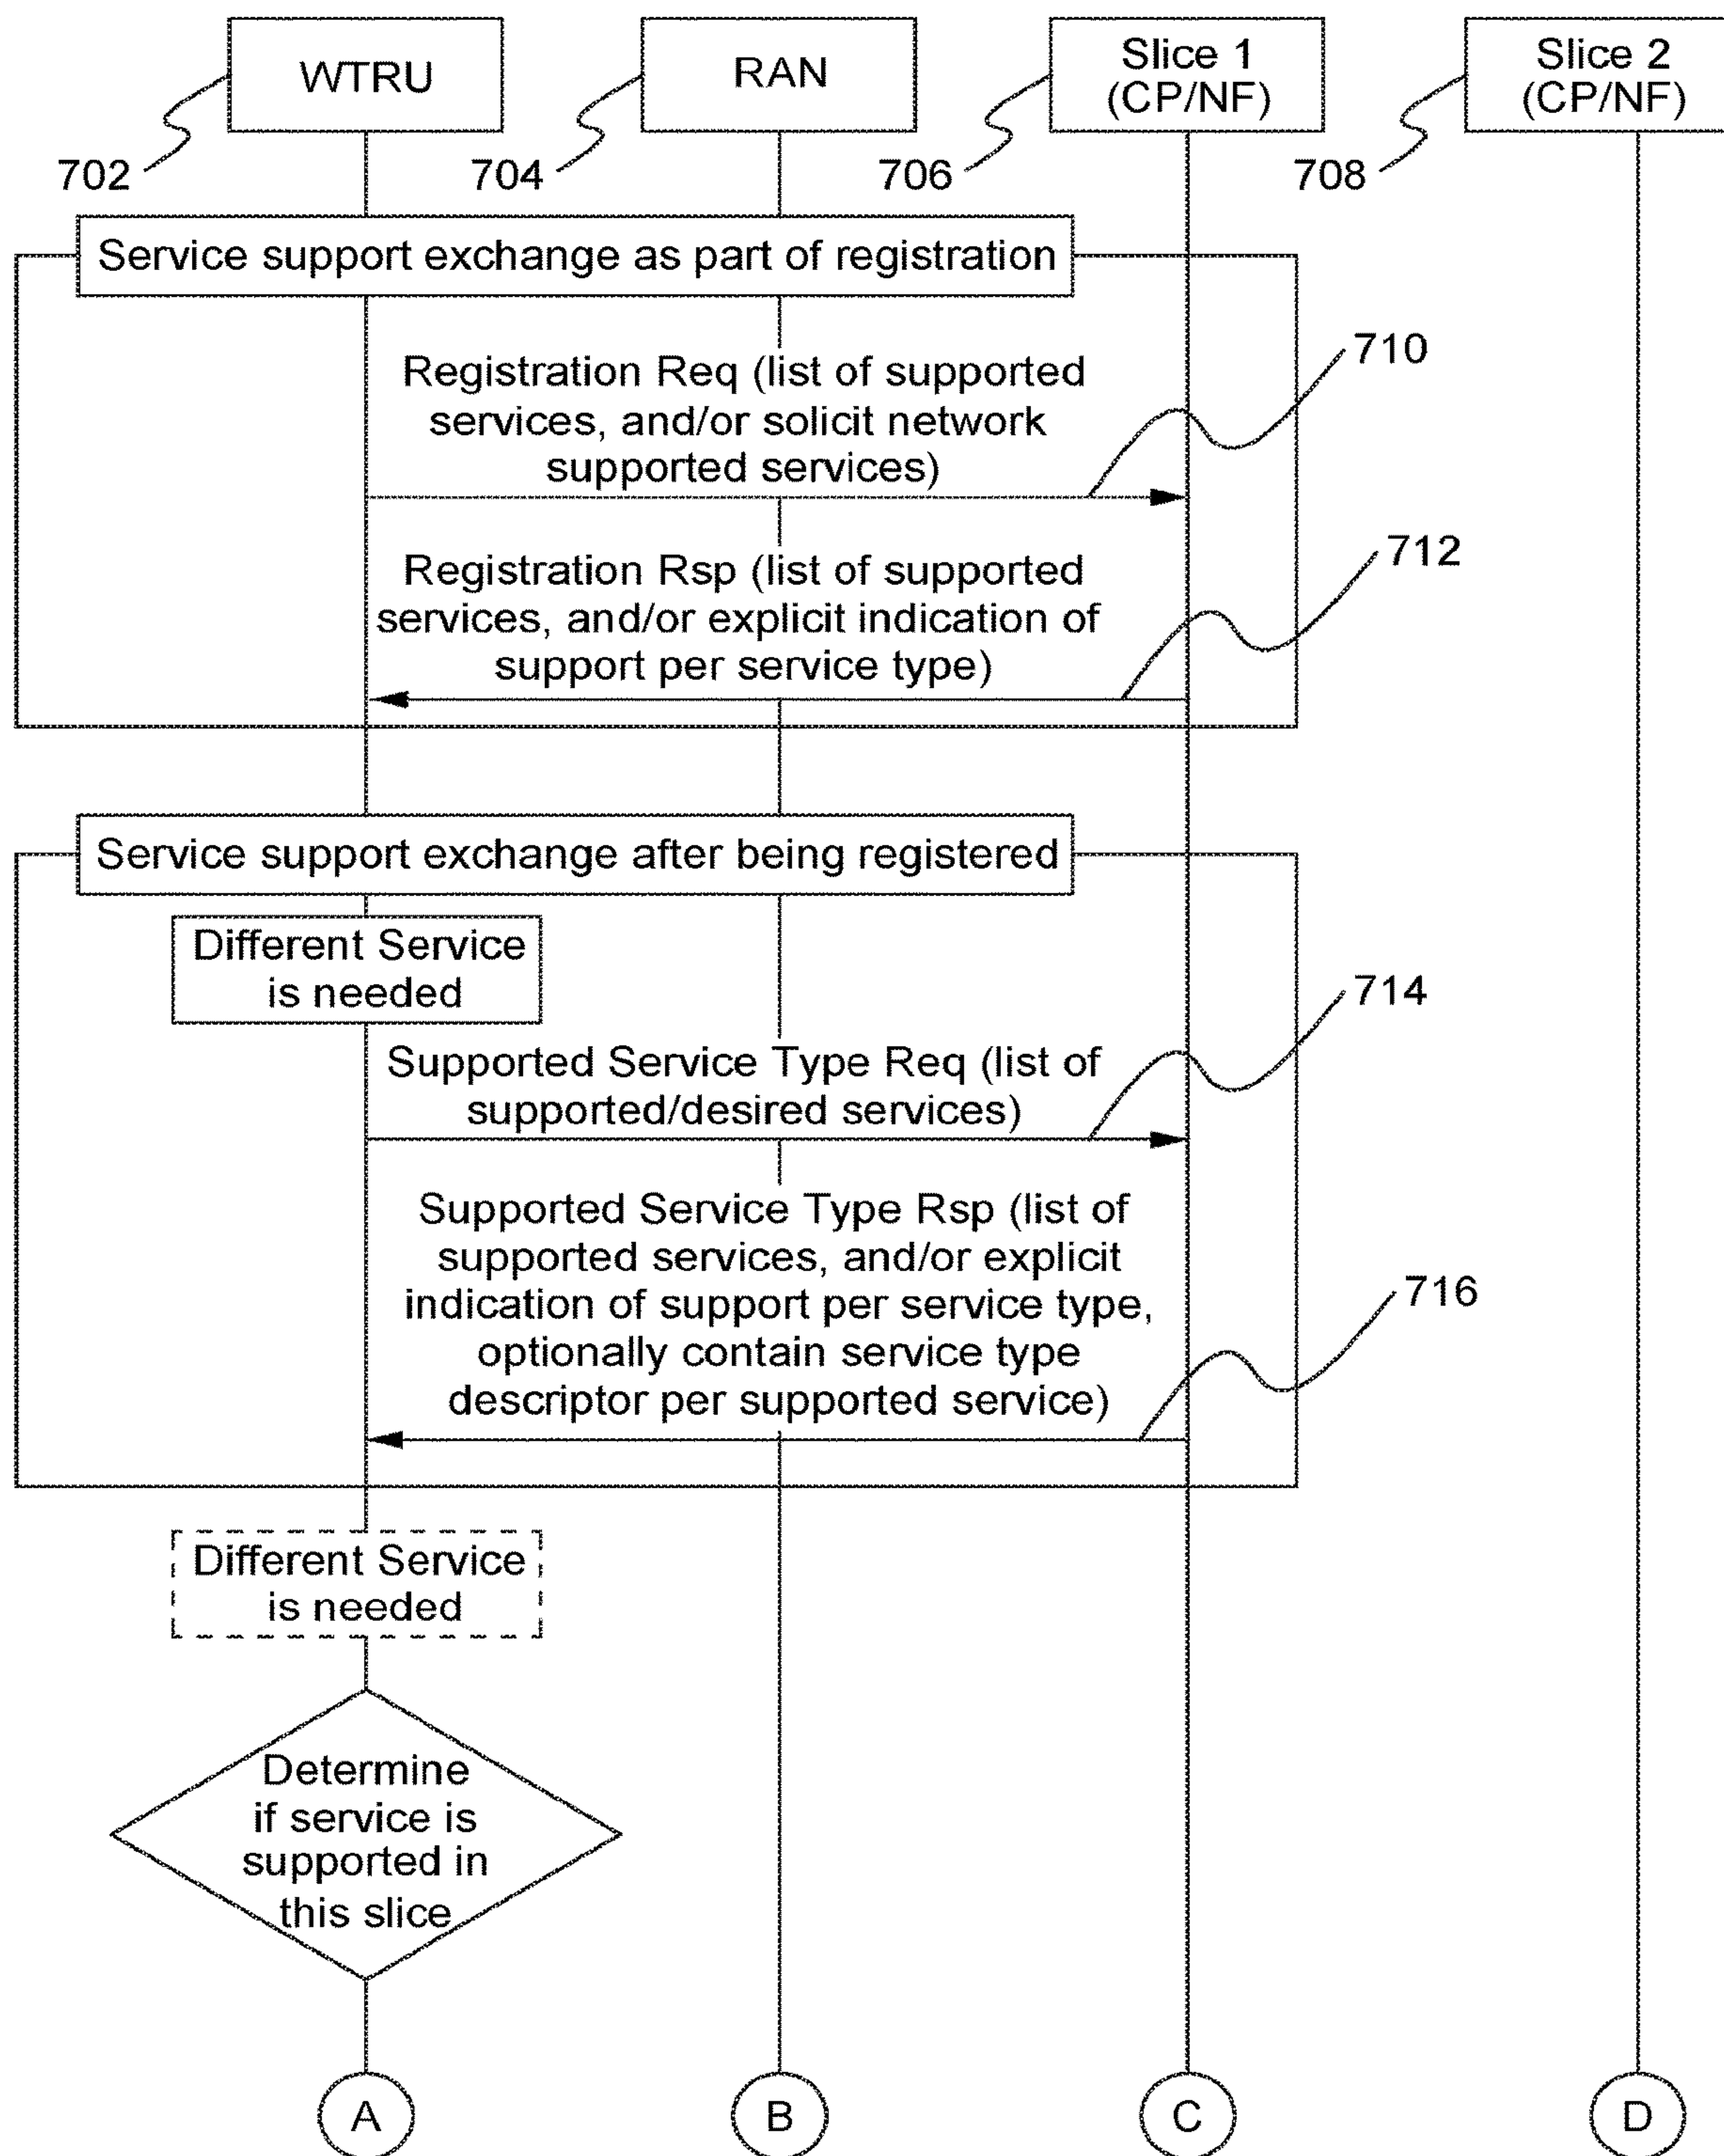 WTRU
RAN
Slice 1
(CP/NF)
Slice 2
(CP/NF)
702
704
706
708
Service support exchange as part of registration
710
Registration Req (list of supported
services, and/or solicit network
supported services)
712
Registration Rsp (list of supported
services, and/or explicit indication of
support per service type)
Service support exchange after being registered
Different Service
is needed
714
Supported Service Type Req (list of
supported/desired services)
Supported Service Type Rsp (list of
supported services, and/or explicit
indication of support per service type,
optionally contain service type
descriptor per supported service)
716
Different Service
is needed
Determine
if service is
supported in
this slice
A
B
C
D